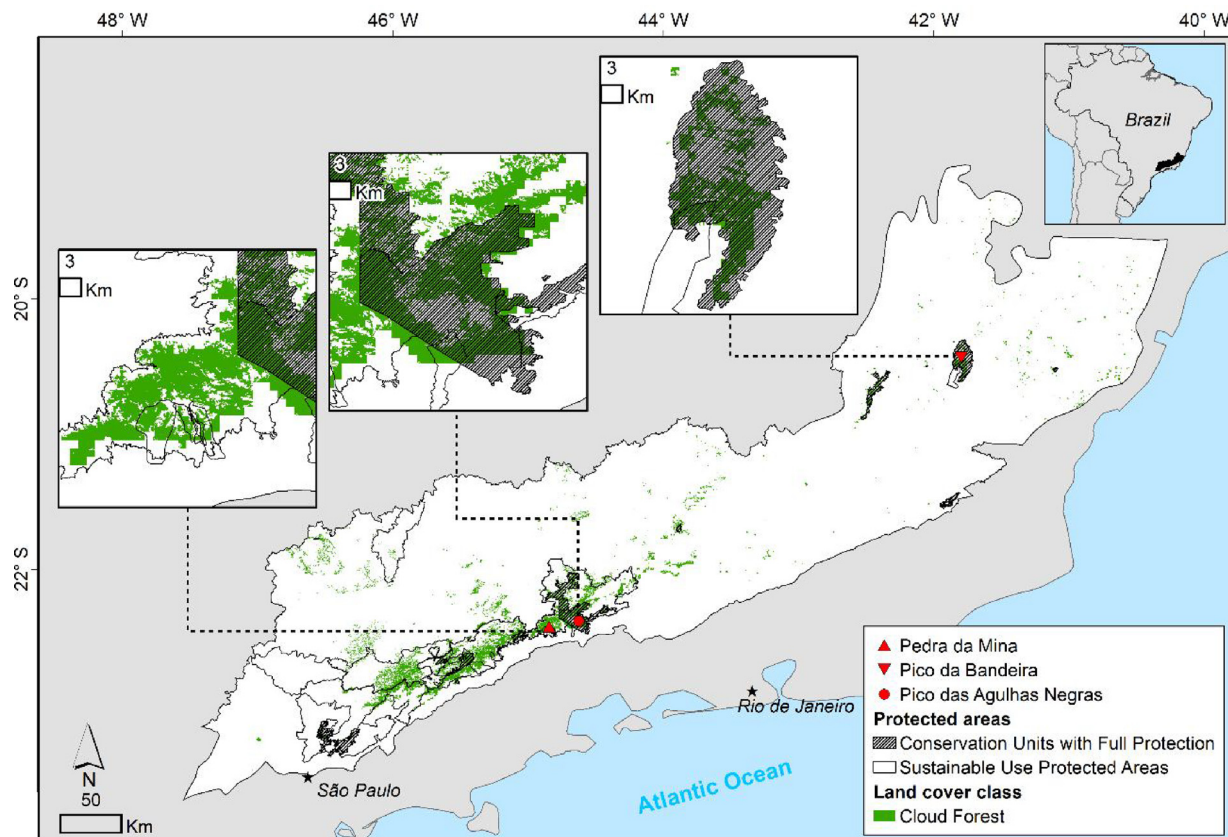 48° W
46° W
44° W
42° W
40° W
3
Km
Brazil
3
Km
3
Km
20° S
22° S
Pedra da Mina
Pico da Bandeira
Pico das Agulhas Negras
Protected areas
Conservation Units with Full Protection
Sustainable Use Protected Areas
Land cover class
Cloud Forest
Rio de Janeiro
São Paulo
Atlantic Ocean
N
50
Km